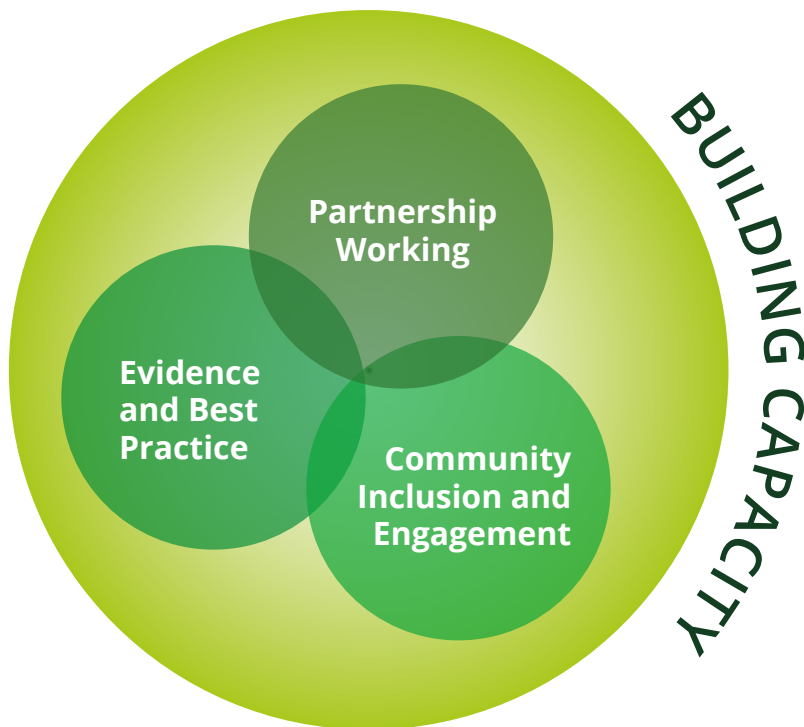 Partnership
Working
Evidence
and Best
Practice
Community
Inclusion and
Engagement
BUILDING CAPACITY